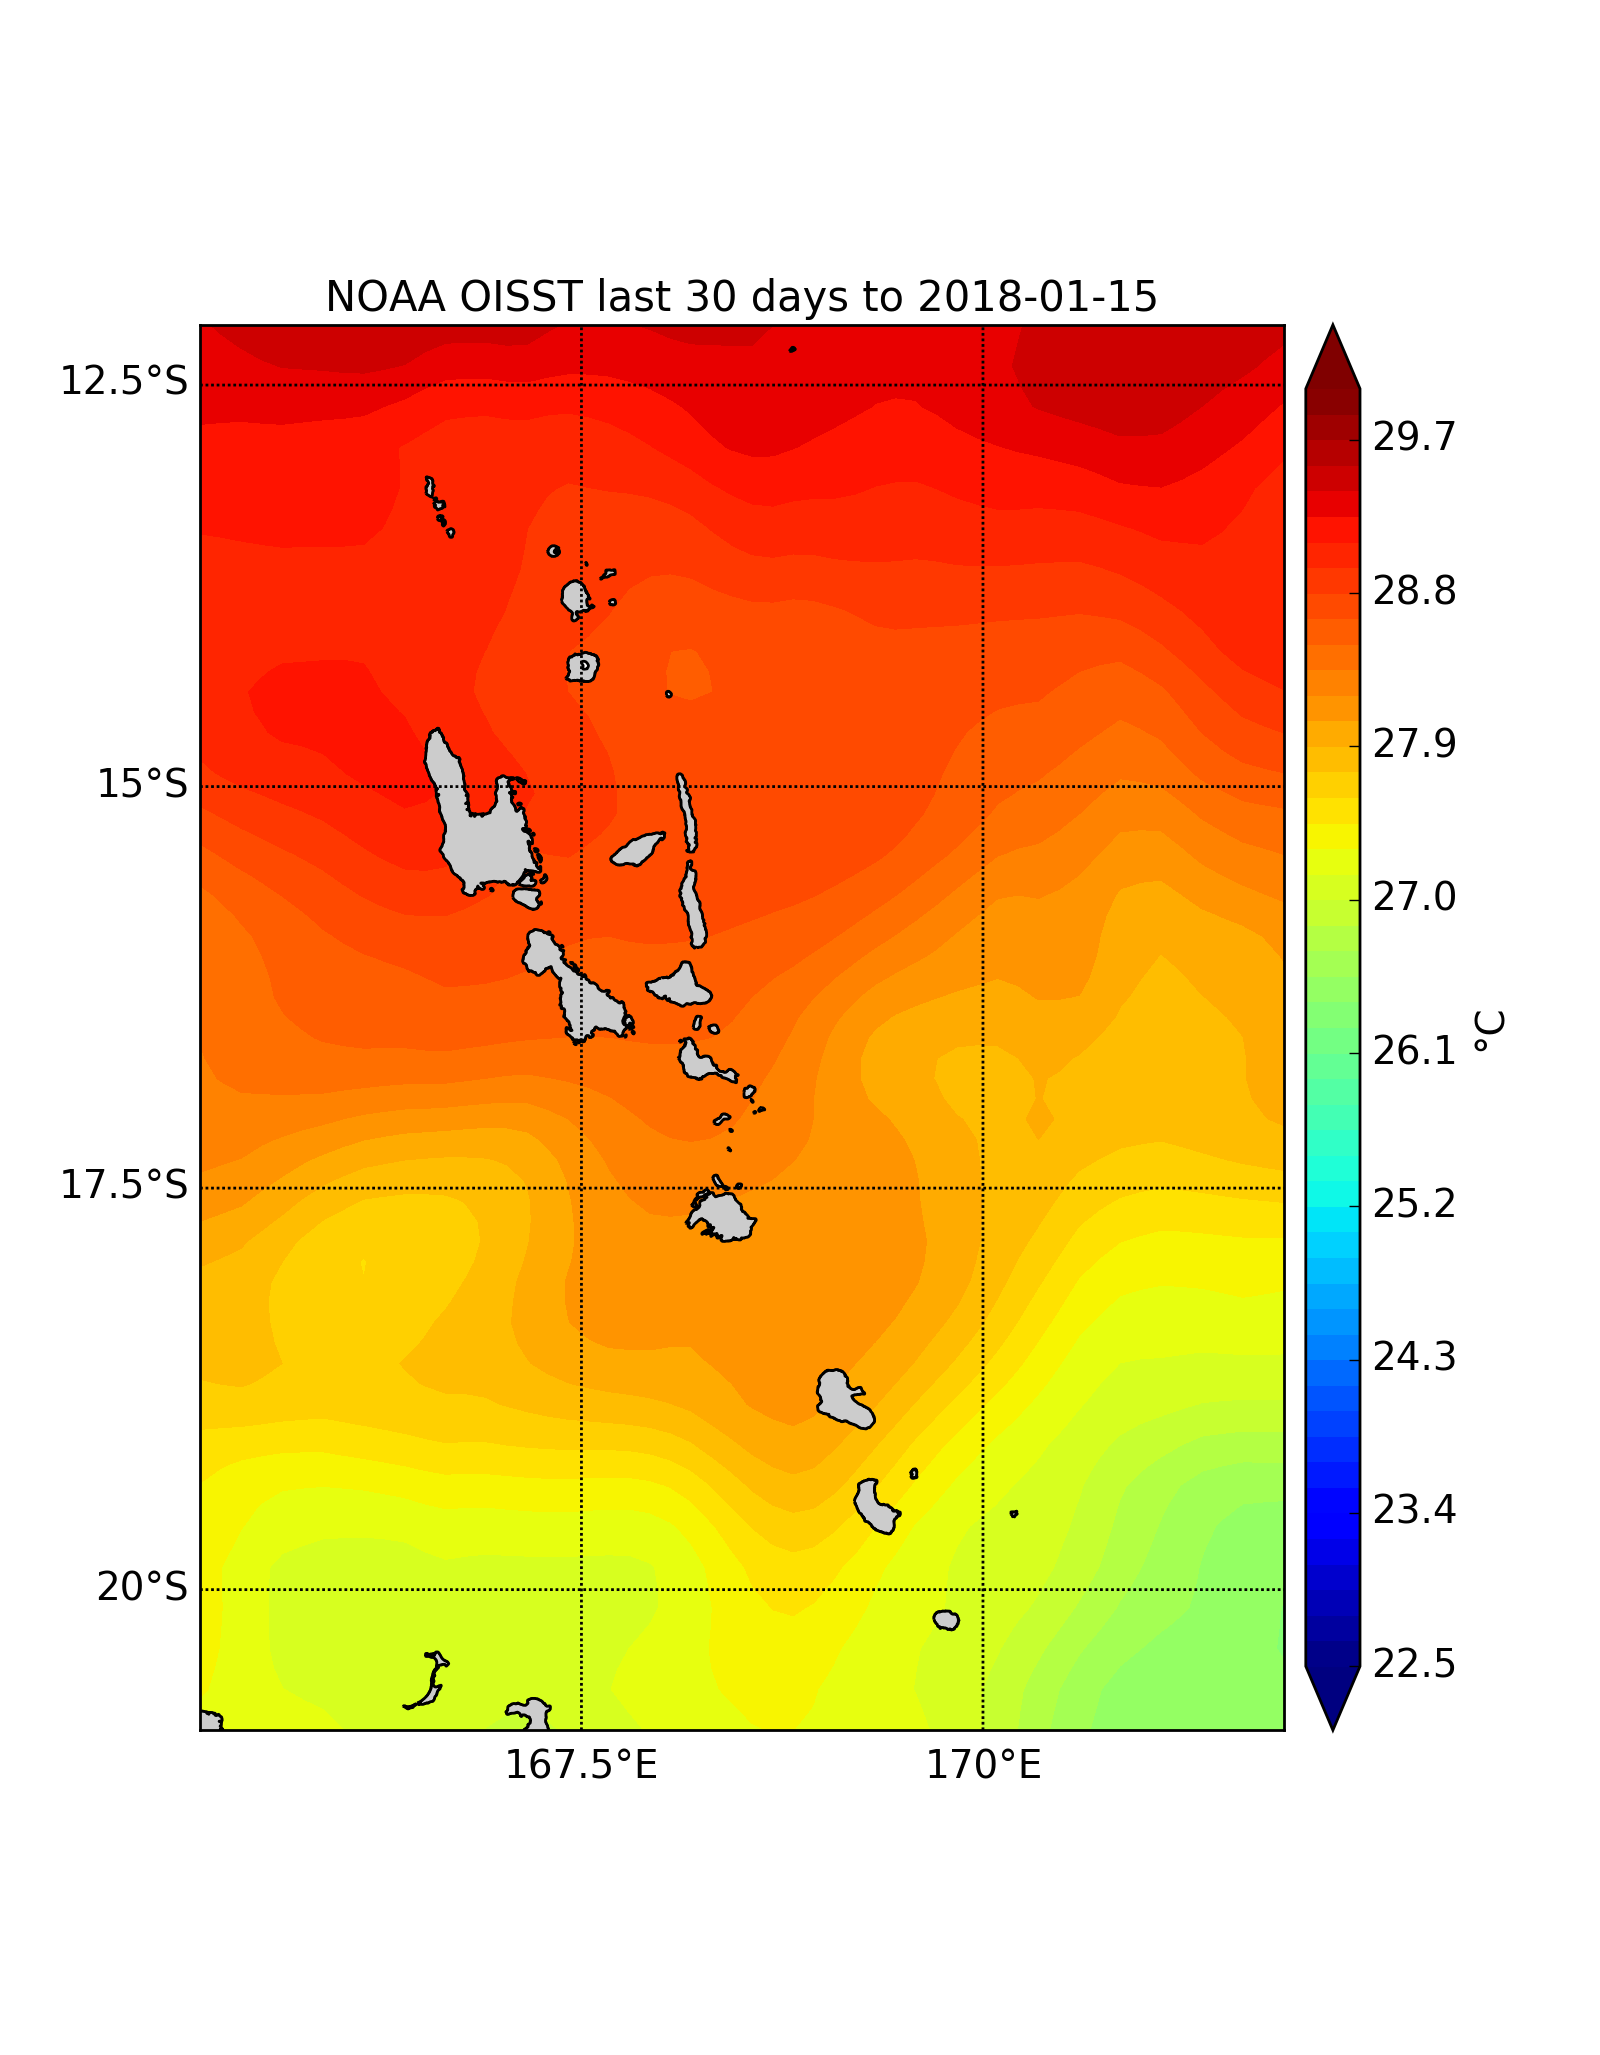 NOAA OISST last 30 days to 2018-01-15
12.5°S
15°S
17.5°S
20°S
167.5°E
170°E
29.7
28.8
27.9
27.0
26.1
25.2
24.3
23.4
22.5
°C